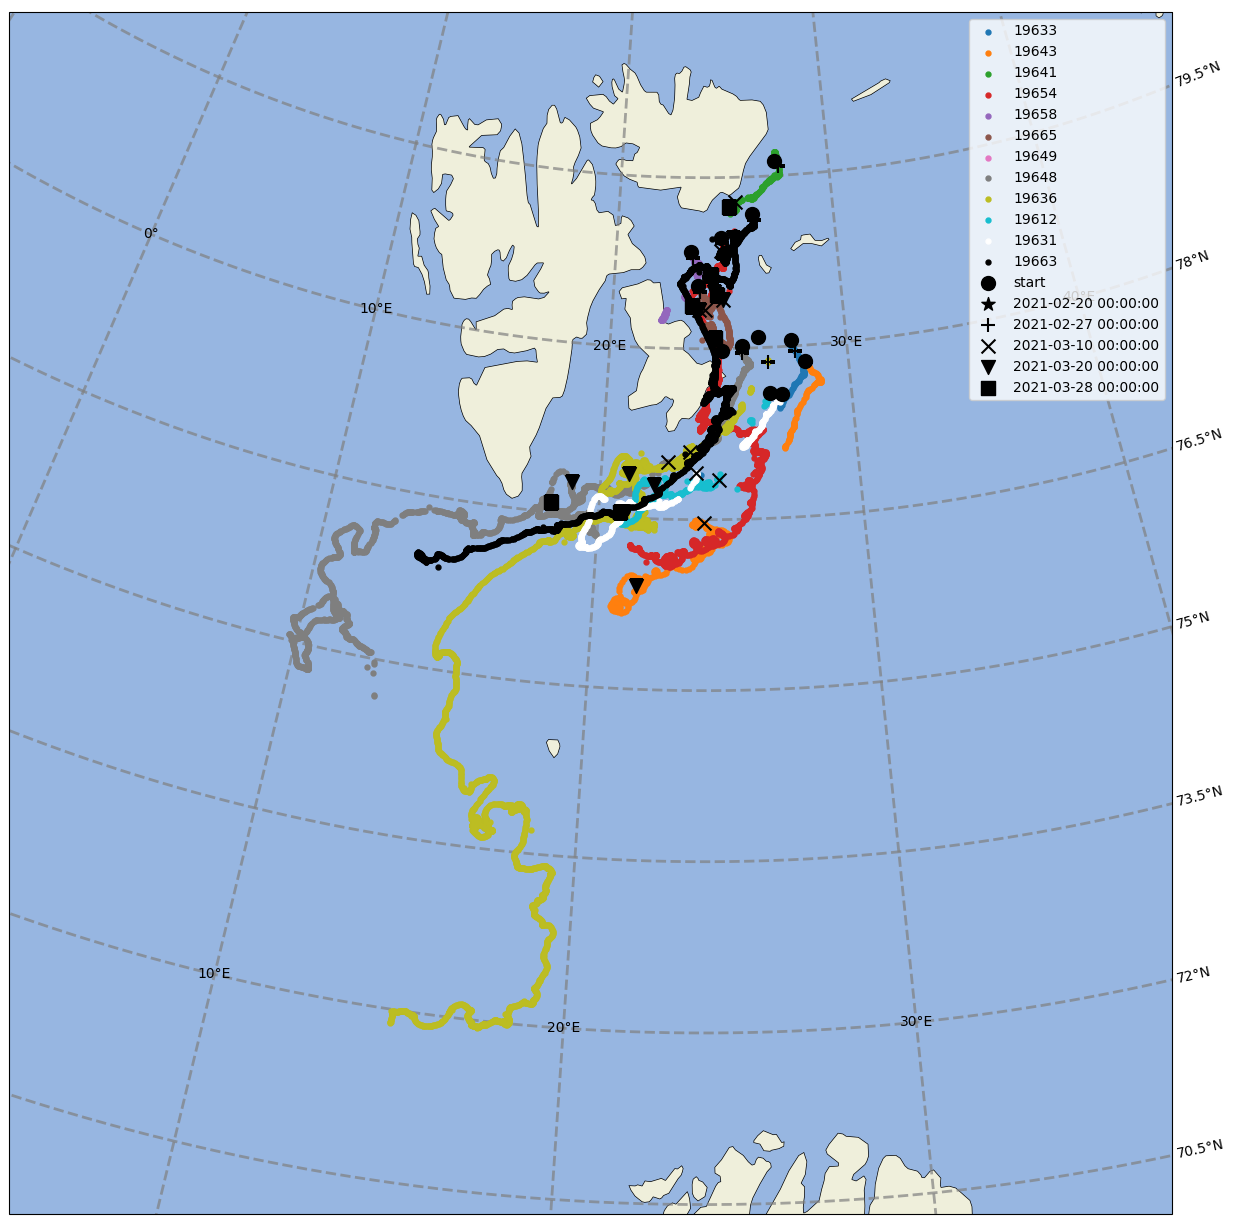 19633
19643
19641
19654
19658
19665
19649
19648
19636
19612
19631
19663
start
2021-02-20 00:00:00
2021-02-27 00:00:00
2021-03-10 00:00:00
2021-03-20 00:00:00
2021-03-28 00:00:00
79.5°N
0°
78°N
40°E
10°E
20°E
30°E
76.5°N
75°N
73.5°N
10°E
72°N
20°E
30°E
70.5°N